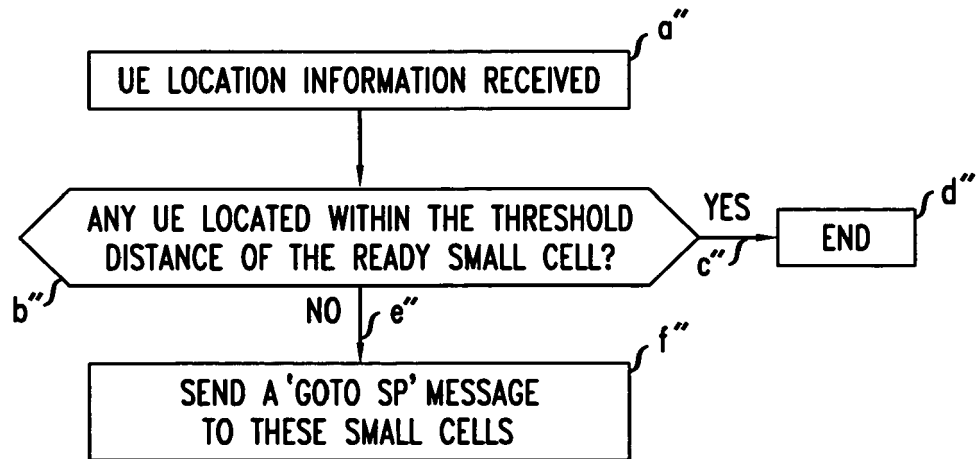 a"
UE LOCATION INFORMATION RECEIVED
ANY UE LOCATED WITHIN THE THRESHOLD
DISTANCE OF THE READY SMALL CELL?
YES
c"
d"
END
b"
NO
e"
f"
SEND A 'GOTO SP' MESSAGE
TO THESE SMALL CELLS